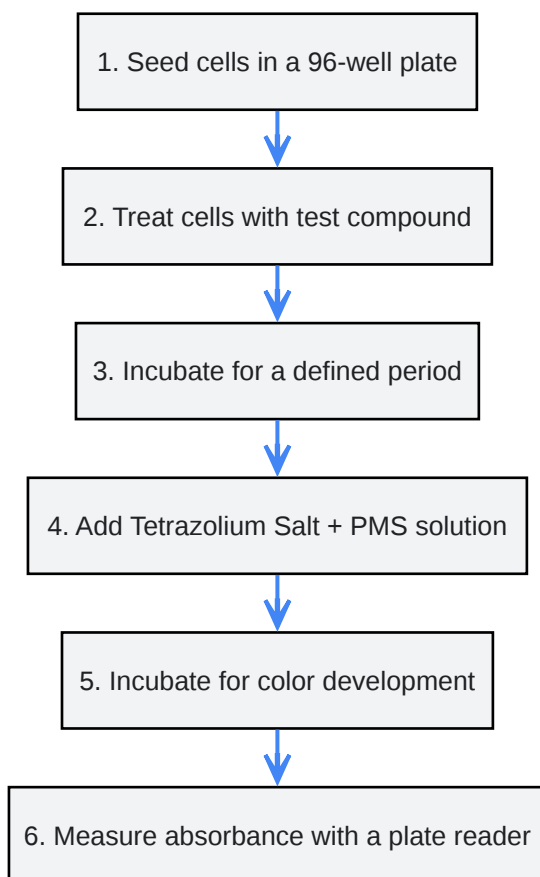 1. Seed cells in a 96-well plate
2. Treat cells with test compound
3. Incubate for a defined period
4. Add Tetrazolium Salt + PMS solution
5. Incubate for color development
6. Measure absorbance with a plate reader